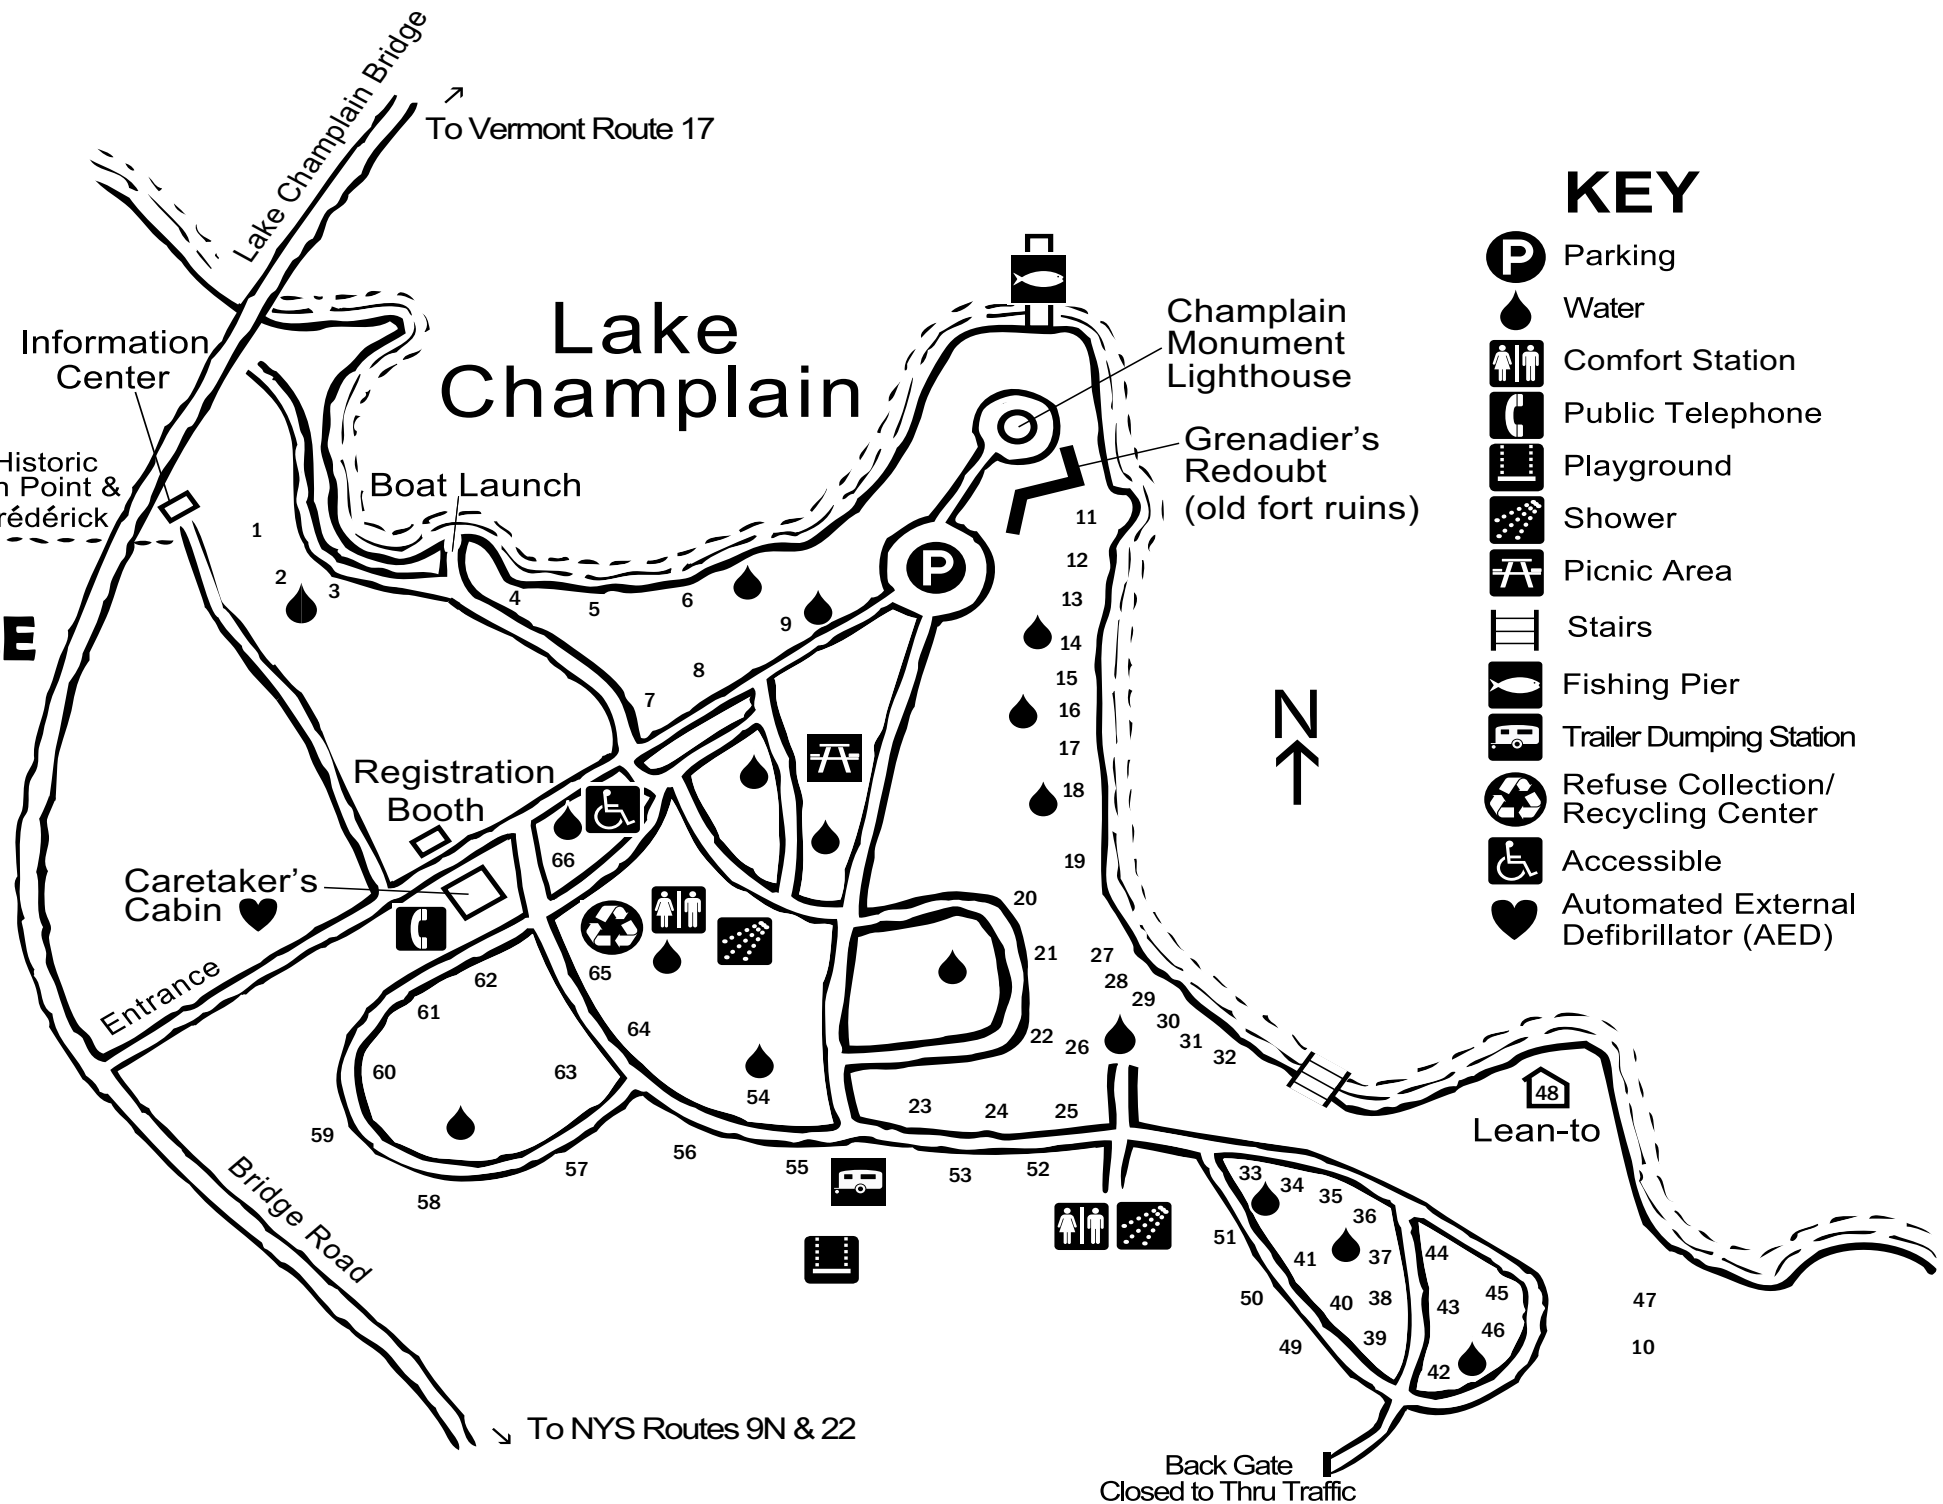 Lake Champlain Bridge
To Vermont Route 17
KEY
P
Parking
Water
Comfort Station
Public Telephone
Playground
Shower
Picnic Area
Stairs
Fishing Pier
Trailer Dumping Station
Refuse Collection/
Recycling Center
Accessible
Automated External
Defibrillator (AED)
Lake
Champlain
Champlain
Monument
Lighthouse
Grenadier's
Redoubt
(old fort ruins)
Information
Center
Historic
Point &
E
Boat Launch
P
N
Registration
Booth
Caretaker's
Cabin
Entrance
Bridge Road
To NYS Routes 9N & 22
Back Gate
Closed to Thru Traffic
Lean-to
1
2
3
4
5
6
7
8
9
11
12
13
14
15
16
17
18
19
20
21
22
23
24
25
26
27
28
29
30
31
32
33
34
35
36
37
38
39
40
41
42
43
44
45
46
47
10
48
49
50
51
52
53
54
55
56
57
58
59
60
61
62
63
64
65
66